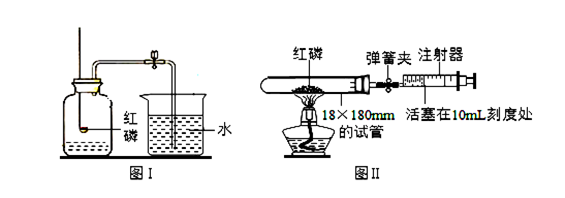 红磷
水
图Ⅰ
红磷
弹簧夹
注射器
18×180mm
的试管
活塞在10mL刻度处
图Ⅱ